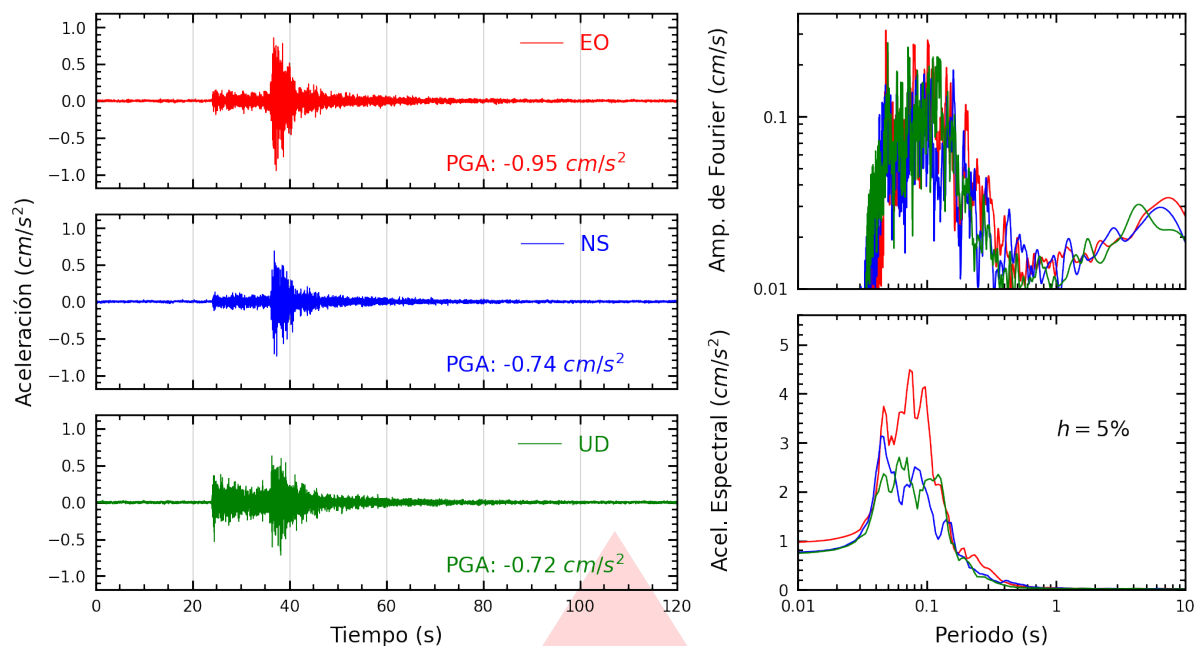 Aceleración (cm/s²)
1.0
0.5
0.0
−0.5
−1.0
EO
PGA: -0.95 cm/s²
1.0
0.5
0.0
−0.5
−1.0
NS
PGA: -0.74 cm/s²
1.0
0.5
0.0
−0.5
−1.0
UD
PGA: -0.72 cm/s²
0 20 40 60 80 100 120
Tiempo (s)
Amp. de Fourier (cm/s)
0.1
0.01
Acel. Espectral (cm/s²)
5
4
3
2
1
0
h = 5%
0.01 0.1 1 10
Periodo (s)